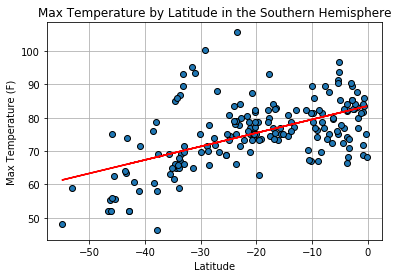 Max Temperature by Latitude in the Southern Hemisphere
Max Temperature (F)
100
90
80
70
60
50
−50 −40 −30 −20 −10 0
Latitude